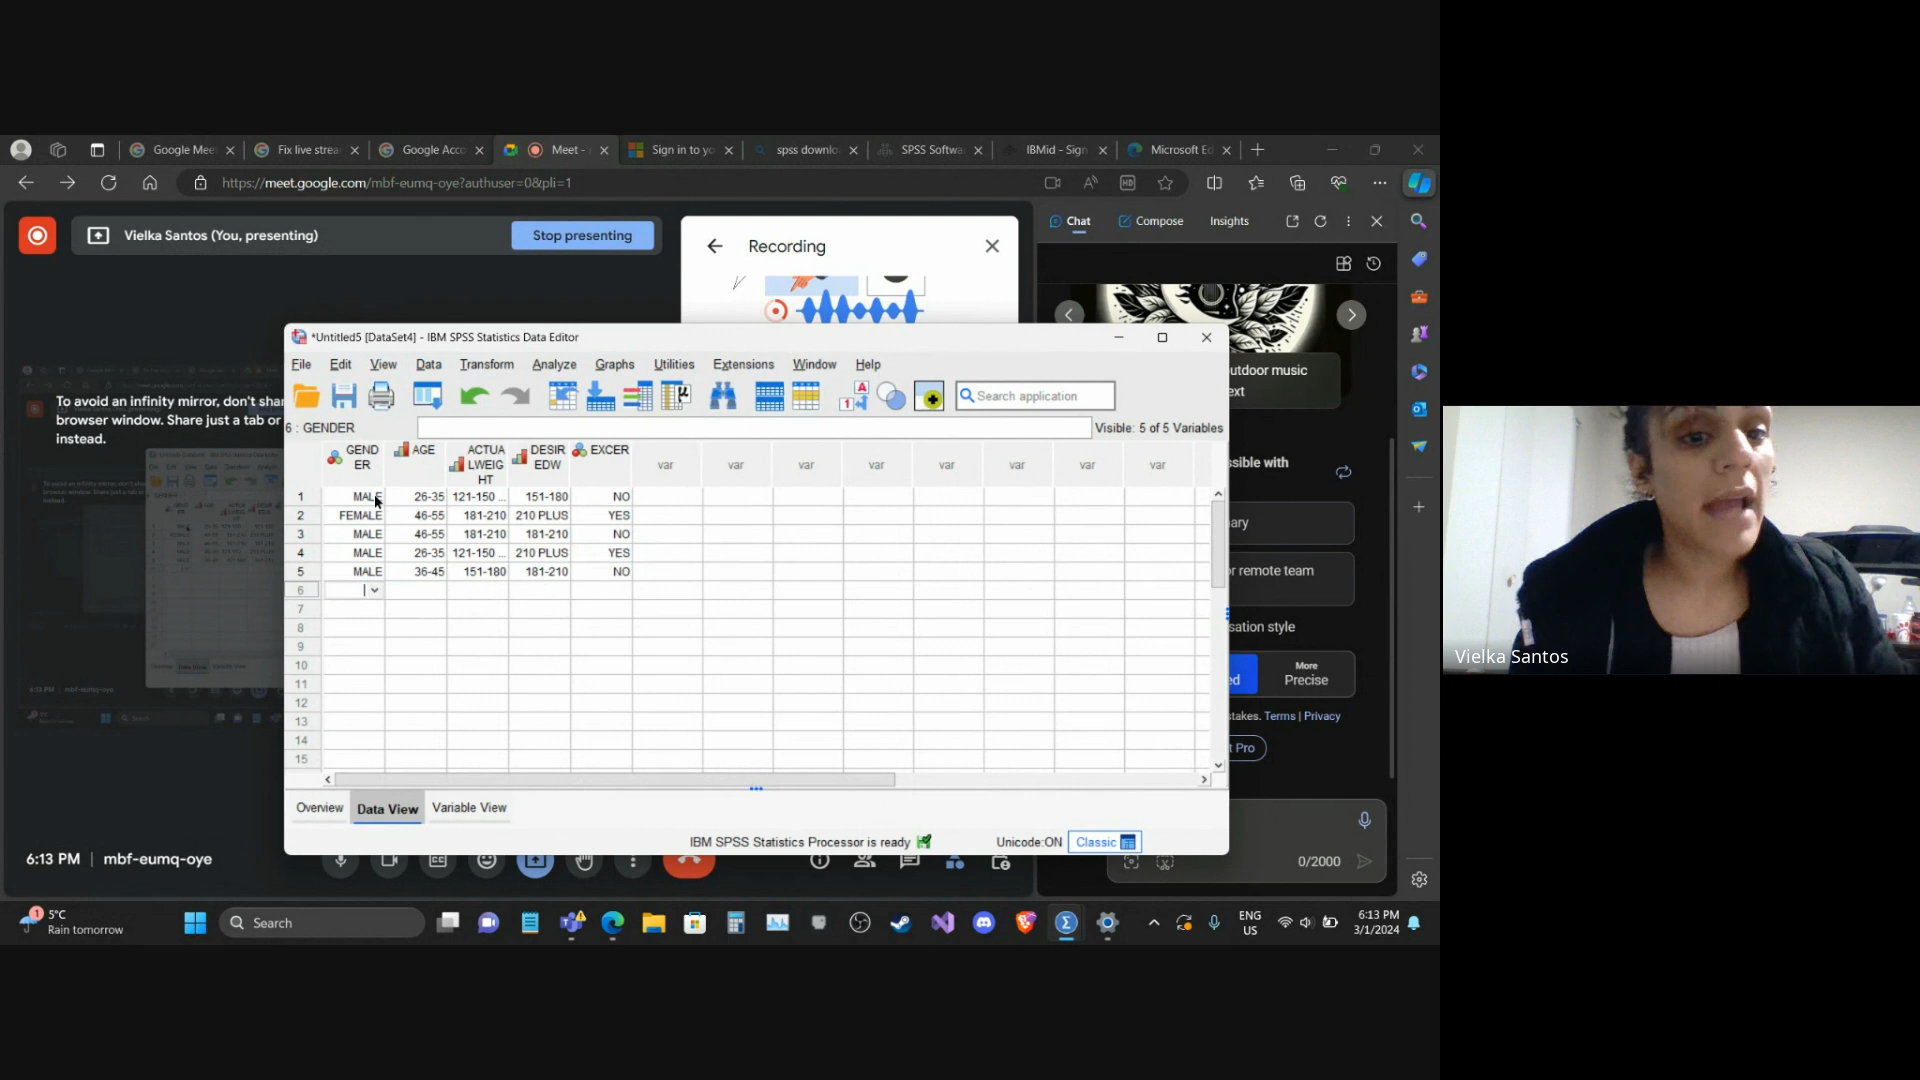 Google Mee
Fix live strea
Google Acco
Meet -
Sign in to yo
spss downlo
SPSS Softwa
IBMid - Sign
Microsoft Ed
https://meet.google.com/mbf-eumq-oye?authuser=0&pli=1
Vielka Santos (You, presenting)
Stop presenting
Recording
Chat
Compose
Insights
To avoid an infinity mirror, don't sha
browser window. Share just a tab or
instead.
utdoor music
ext
sible with
ary
or remote team
sation style
ed
More
Precise
stakes. Terms | Privacy
t Pro
0/2000
*Untitled5 [DataSet4] - IBM SPSS Statistics Data Editor
File Edit View Data Transform Analyze Graphs Utilities Extensions Window Help
Search application
6 : GENDER
Visible: 5 of 5 Variables
GEND
ER
AGE
ACTUA
LWEIG
HT
DESIR
EDW
EXCER
var var var var var var var var
1 MALE 26-35 121-150 ... 151-180 NO
2 FEMALE 46-55 181-210 210 PLUS YES
3 MALE 46-55 181-210 181-210 NO
4 MALE 26-35 121-150 ... 210 PLUS YES
5 MALE 36-45 151-180 181-210 NO
6
7
8
9
10
11
12
13
14
15
Overview Data View Variable View
IBM SPSS Statistics Processor is ready
Unicode:ON
Classic
6:13 PM | mbf-eumq-oye
1
5°C
Rain tomorrow
Search
ENG
US
6:13 PM
3/1/2024
Vielka Santos